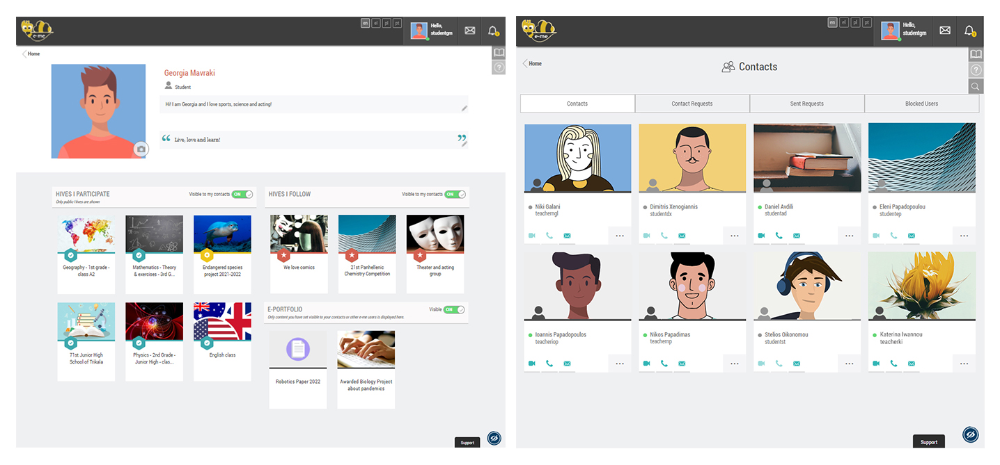 e-me
en el pl pt
Hello,
studentgm
Home
Georgia Mavraki
Student
Hi! I am Georgia and I love sports, science and acting!
“ Live, love and learn! ”
HIVES I PARTICIPATE
Visible to my contacts ON
Only public Hives are shown
Geography - 1st grade -
class A2
Mathematics - Theory
& exercises - 3rd G...
Endangered species
project 2021-2022
71st Junior High
School of Trikala
Physics - 2nd Grade -
Junior High - clas...
English class
HIVES I FOLLOW
Visible to my contacts ON
We love comics
21st Panhellenic
Chemistry Competition
Theater and acting
group
E-PORTFOLIO
Visible ON
Only content you have set visible to your contacts or other e-me users is displayed here.
Robotics Paper 2022
Awarded Biology Project
about pandemics
Support
e-me
en el pl pt
Hello,
studentgm
Home
Contacts
Contacts
Contact Requests
Sent Requests
Blocked Users
Niki Galani
teacherngl
Dimitris Xenogiannis
studentdx
Daniel Avdili
studentad
Eleni Papadopoulou
studentep
Ioannis Papadopoulos
teacheriop
Nikos Papadimas
teachernp
Stelios Oikonomou
studentst
Katerina Iwannou
teacherki
Support